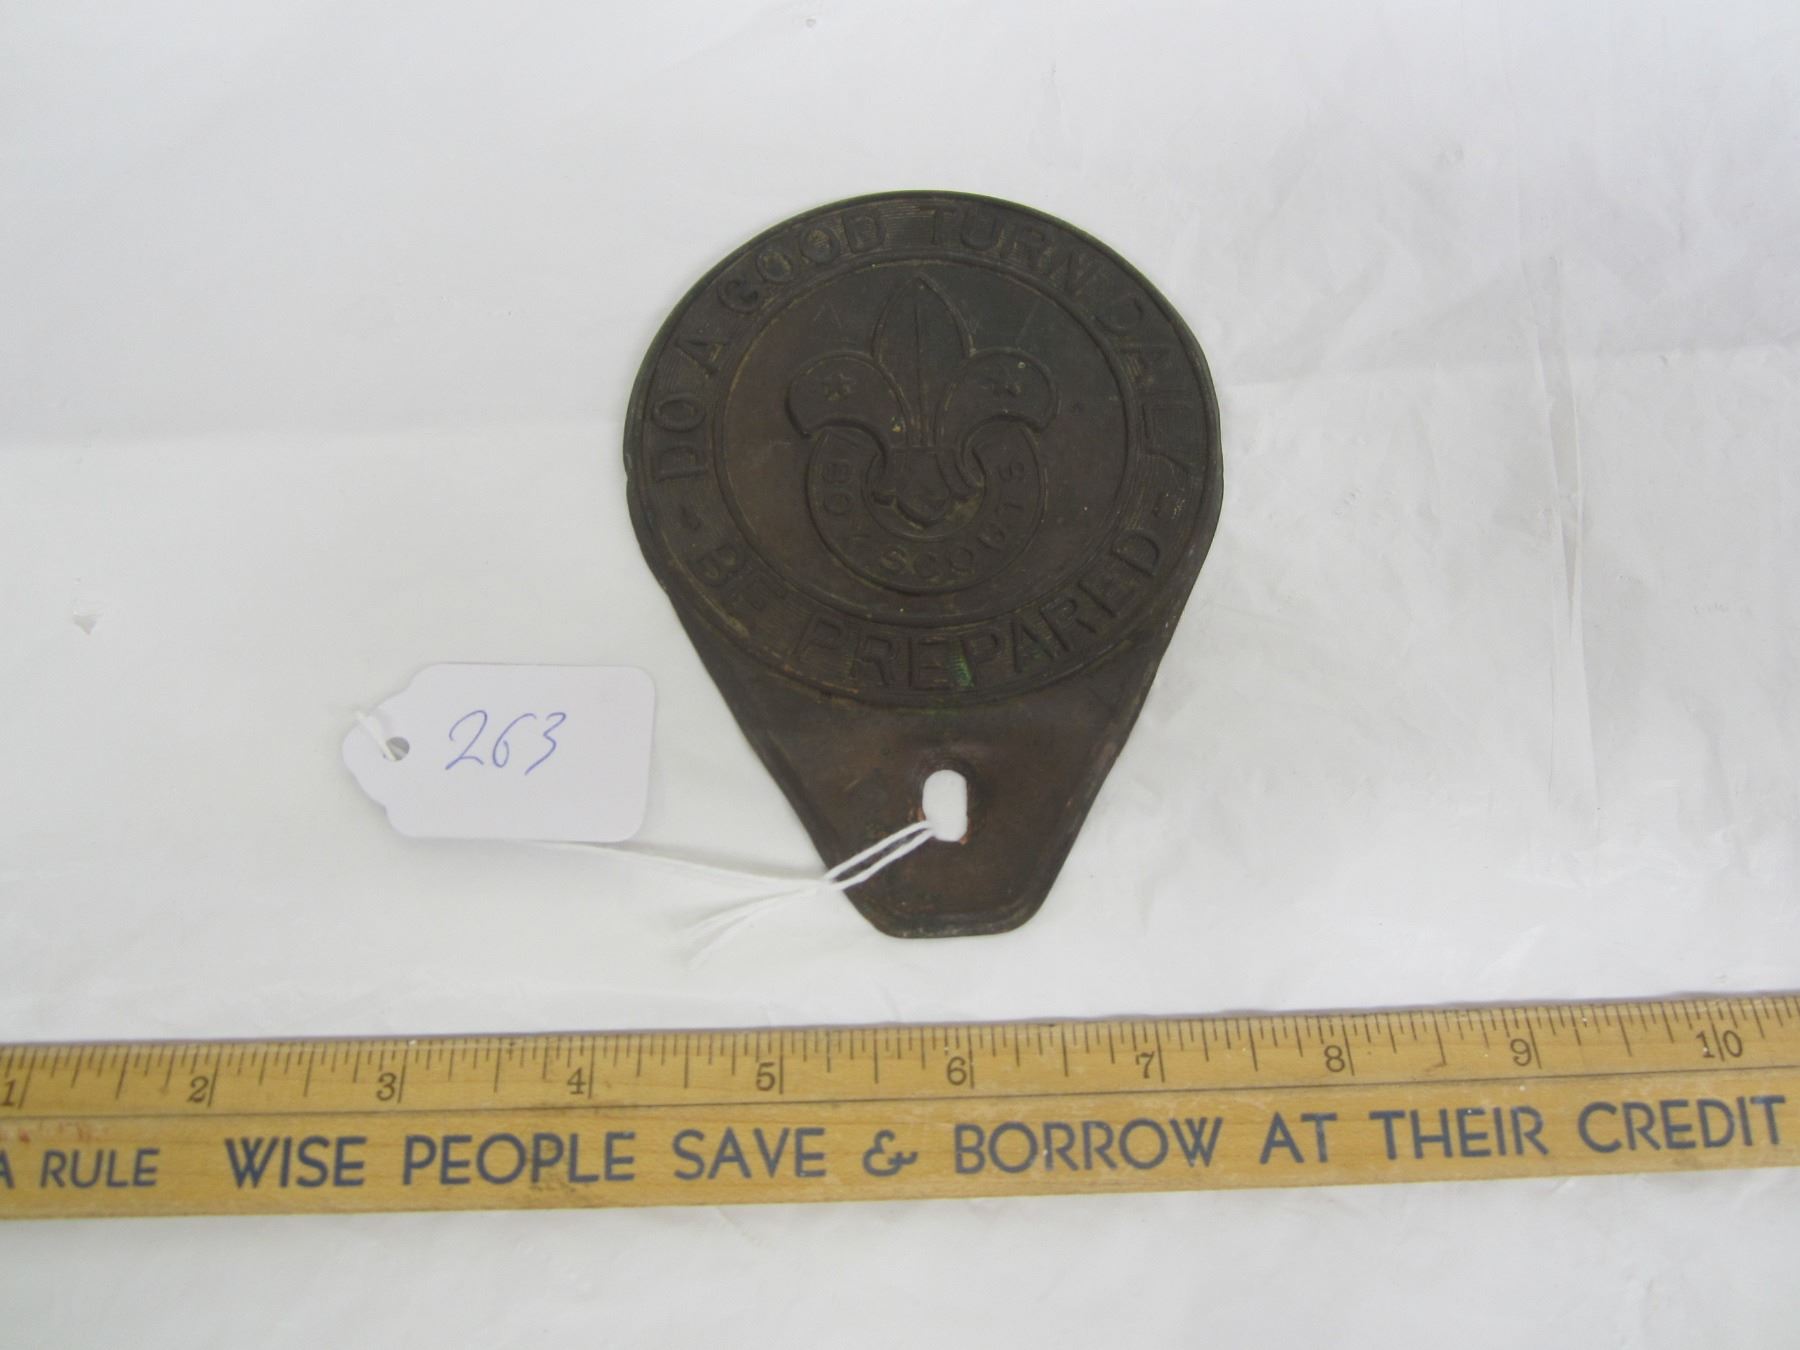 DO A GOOD TURN DAILY
BE PREPARED
BOY SCOUTS
263
1 2 3 4 5 6 7 8 9 10
A RULE WISE PEOPLE SAVE & BORROW AT THEIR CREDIT